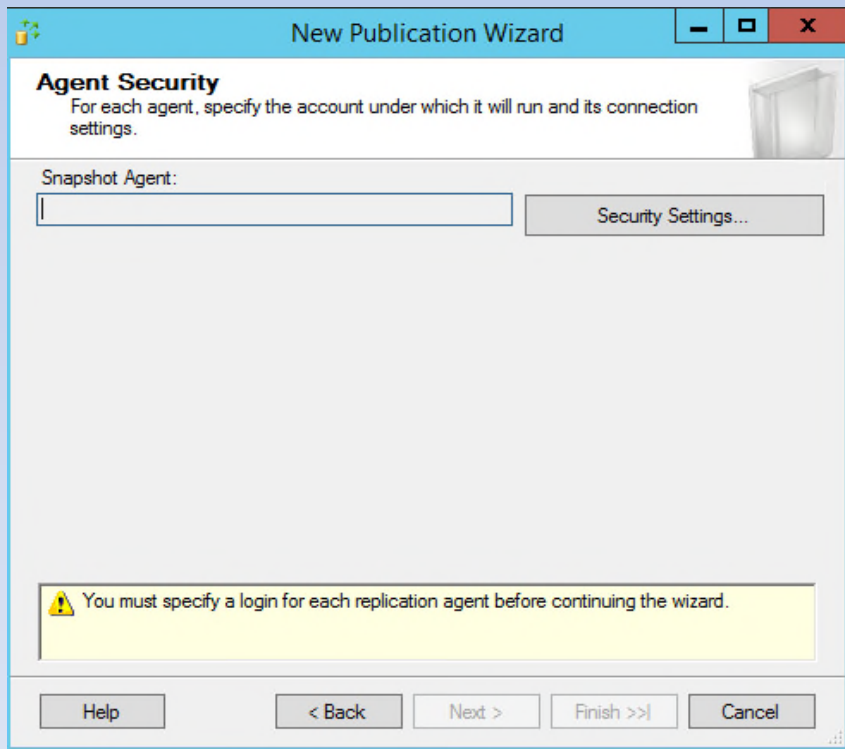 New Publication Wizard
Agent Security
For each agent, specify the account under which it will run and its connection
settings.
Snapshot Agent:
Security Settings...
You must specify a login for each replication agent before continuing the wizard.
Help
< Back
Next >
Finish >>|
Cancel